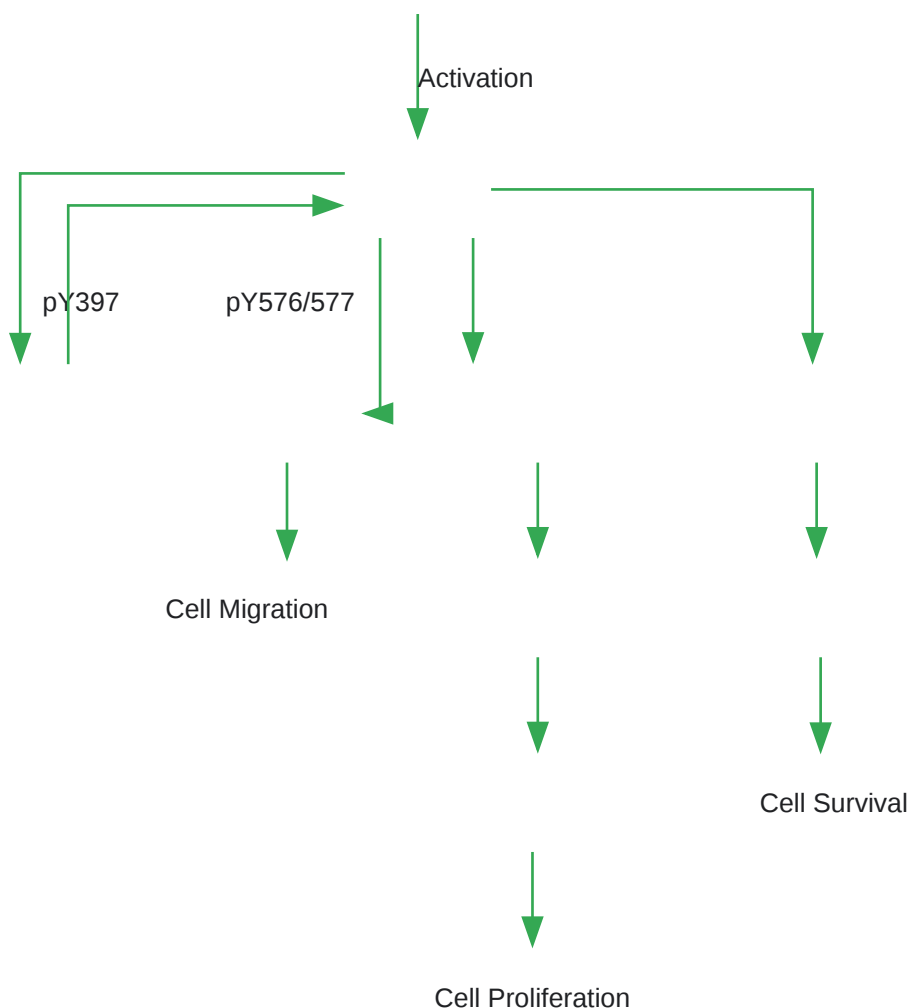 Activation
pY397
pY576/577
Cell Migration
Cell Survival
Cell Proliferation